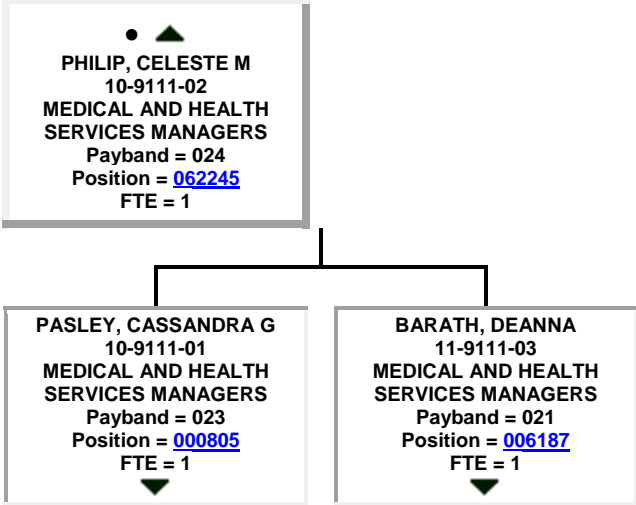 PHILIP, CELESTE M
10-9111-02
MEDICAL AND HEALTH
SERVICES MANAGERS
Payband = 024
Position = 062245
FTE = 1
PASLEY, CASSANDRA G
10-9111-01
MEDICAL AND HEALTH
SERVICES MANAGERS
Payband = 023
Position = 000805
FTE = 1
BARATH, DEANNA
11-9111-03
MEDICAL AND HEALTH
SERVICES MANAGERS
Payband = 021
Position = 006187
FTE = 1